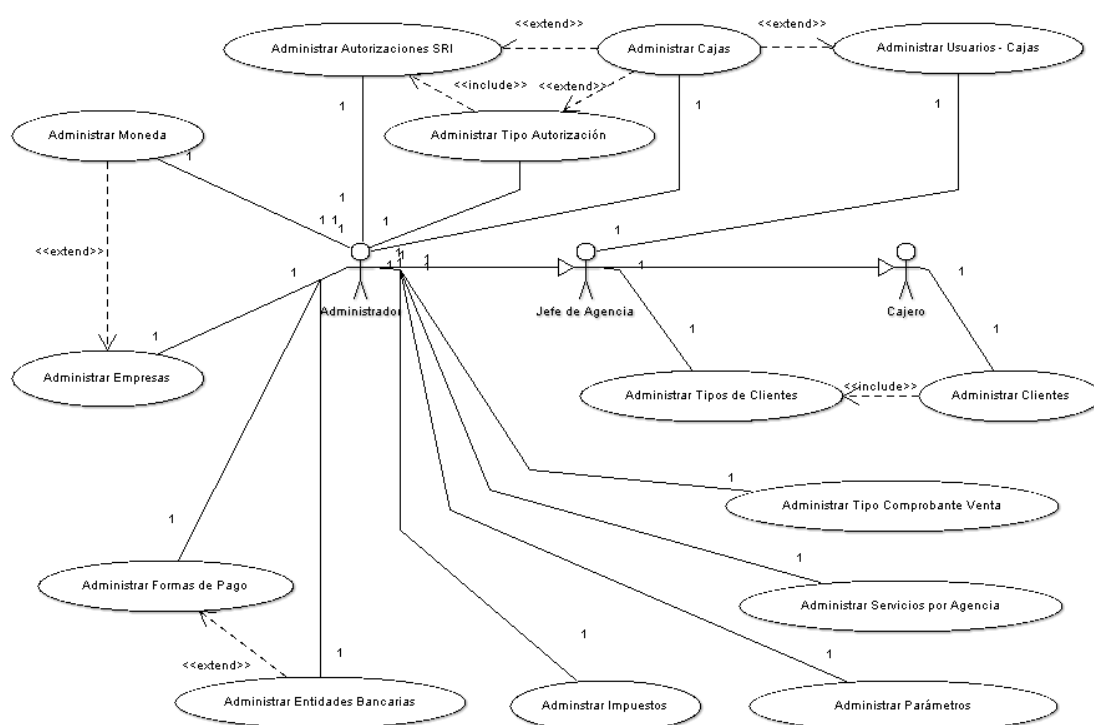 <<extend>>
<<extend>>
Administrar Autorizaciones SRI
Administrar Cajas
Administrar Usuarios - Cajas
<<include>>
<<extend>>
1
1
1
Administrar Moneda
Administrar Tipo Autorización
1
1
1 1
1
1
1
<<extend>>
1
1
1
1
1
1
1
Administrador
Jefe de Agencia
Cajero
1
1
1
Administrar Empresas
Administrar Tipos de Clientes
<<include>>
Administrar Clientes
1
Administrar Tipo Comprobante Venta
1
1
Administrar Formas de Pago
Administrar Servicios por Agencia
1
<<extend>>
1
1
Administrar Entidades Bancarias
Adminstrar Impuestos
Administrar Parámetros